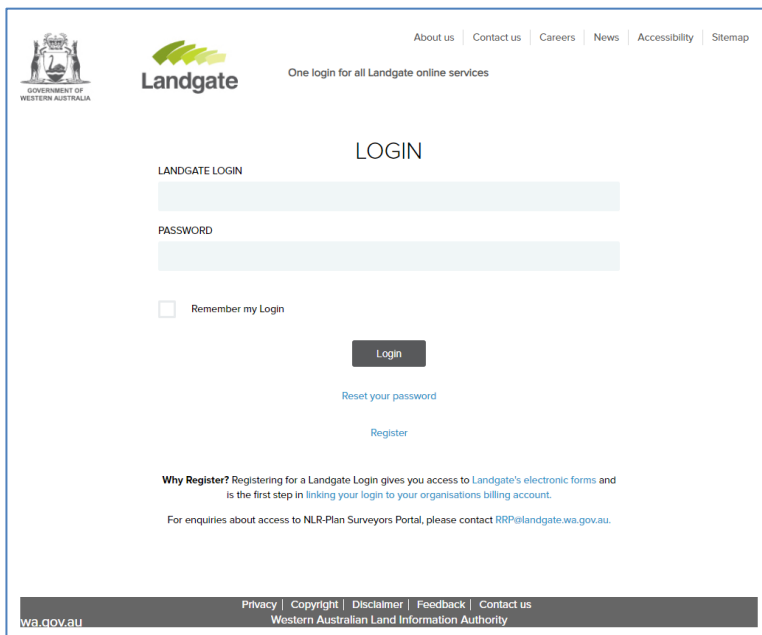 About us Contact us Careers News Accessibility Sitemap
GOVERNMENT OF
WESTERN AUSTRALIA
Landgate
One login for all Landgate online services
LOGIN
LANDGATE LOGIN
PASSWORD
Remember my Login
Login
Reset your password
Register
Why Register? Registering for a Landgate Login gives you access to Landgate's electronic forms and
is the first step in linking your login to your organisations billing account.
For enquiries about access to NLR-Plan Surveyors Portal, please contact RRP@landgate.wa.gov.au.
Privacy | Copyright | Disclaimer | Feedback | Contact us
wa.gov.au
Western Australian Land Information Authority